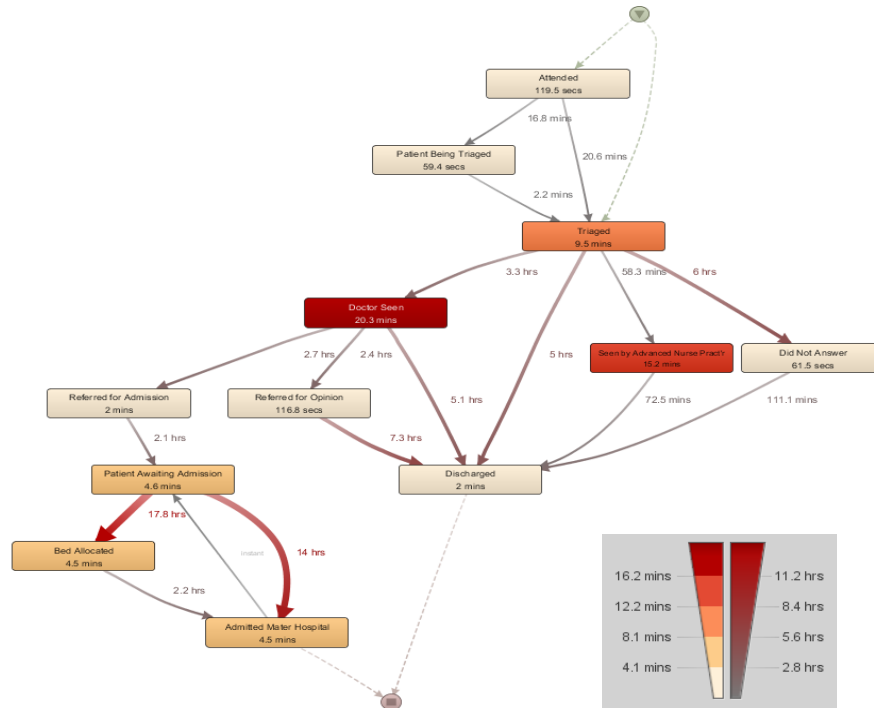 Attended
119.5 secs
16.8 mins
Patient Being Triaged
59.4 secs
20.6 mins
2.2 mins
Triaged
9.5 mins
3.3 hrs
58.3 mins
6 hrs
Doctor Seen
20.3 mins
2.7 hrs
2.4 hrs
5 hrs
Seen by Advanced Nurse Pract'r
15.2 mins
Did Not Answer
61.5 secs
Referred for Admission
2 mins
Referred for Opinion
116.8 secs
5.1 hrs
72.5 mins
111.1 mins
2.1 hrs
7.3 hrs
Patient Awaiting Admission
4.6 mins
Discharged
2 mins
17.8 hrs
Bed Allocated
4.5 mins
instant
14 hrs
2.2 hrs
Admitted Mater Hospital
4.5 mins
16.2 mins
11.2 hrs
12.2 mins
8.4 hrs
8.1 mins
5.6 hrs
4.1 mins
2.8 hrs